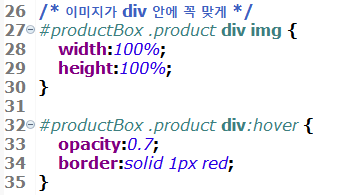 26 /* 이미지가 div 안에 꼭 맞게 */
27 #productBox .product div img {
28 width:100%;
29 height:100%;
30 }
31
32 #productBox .product div:hover {
33 opacity:0.7;
34 border:solid 1px red;
35 }